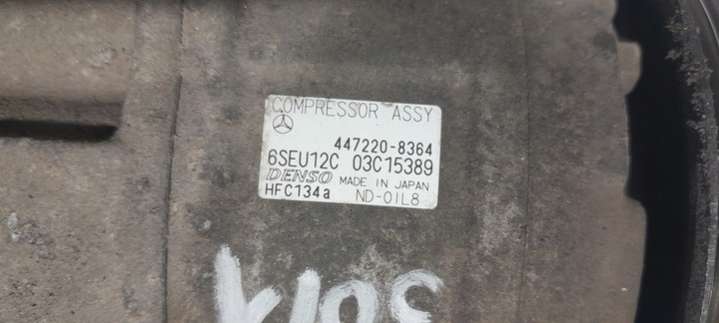 COMPRESSOR ASSY
447220-8364
6SEU12C 03C15389
DENSO MADE IN JAPAN
HFC134a ND-OIL8